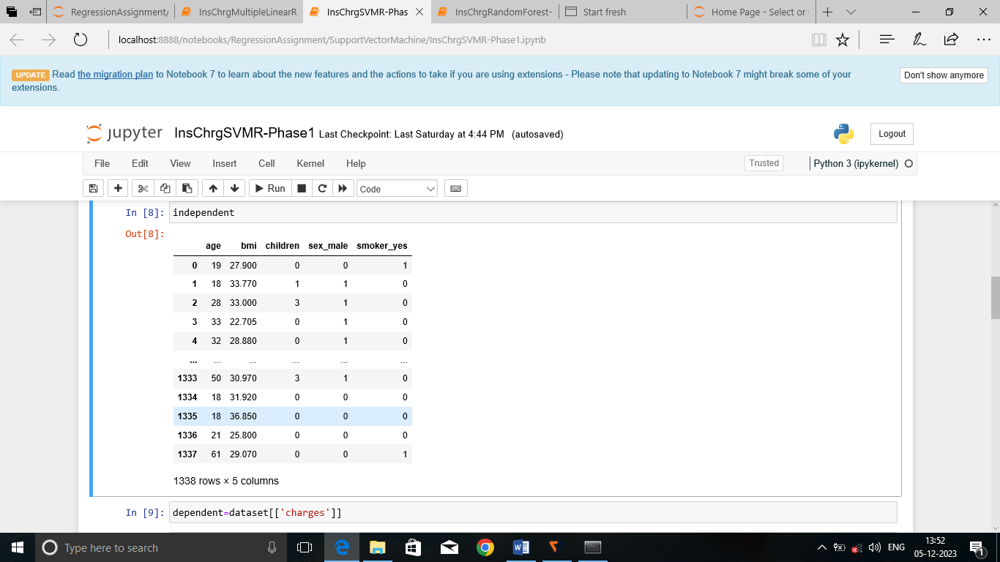 RegressionAssignment/ InsChrgMultipleLinearR InsChrgSVMR-Phas InsChrgRandomForest- Start fresh Home Page - Select or
localhost:8888/notebooks/RegressionAssignment/SupportVectorMachine/InsChrgSVMR-Phase1.ipynb
UPDATE Read the migration plan to Notebook 7 to learn about the new features and the actions to take if you are using extensions - Please note that updating to Notebook 7 might break some of your
extensions.
Don't show anymore
jupyter InsChrgSVMR-Phase1 Last Checkpoint: Last Saturday at 4:44 PM (autosaved)
Logout
File Edit View Insert Cell Kernel Help
Trusted Python 3 (ipykernel)
Run Code
In [8]: independent
Out[8]:
age bmi children sex_male smoker_yes
0 19 27.900 0 0 1
1 18 33.770 1 1 0
2 28 33.000 3 1 0
3 33 22.705 0 1 0
4 32 28.880 0 1 0
... ... ... ... ... ...
1333 50 30.970 3 1 0
1334 18 31.920 0 0 0
1335 18 36.850 0 0 0
1336 21 25.800 0 0 0
1337 61 29.070 0 0 1
1338 rows × 5 columns
In [9]: dependent=dataset[['charges']]
Type here to search
ENG
13:52
05-12-2023
1